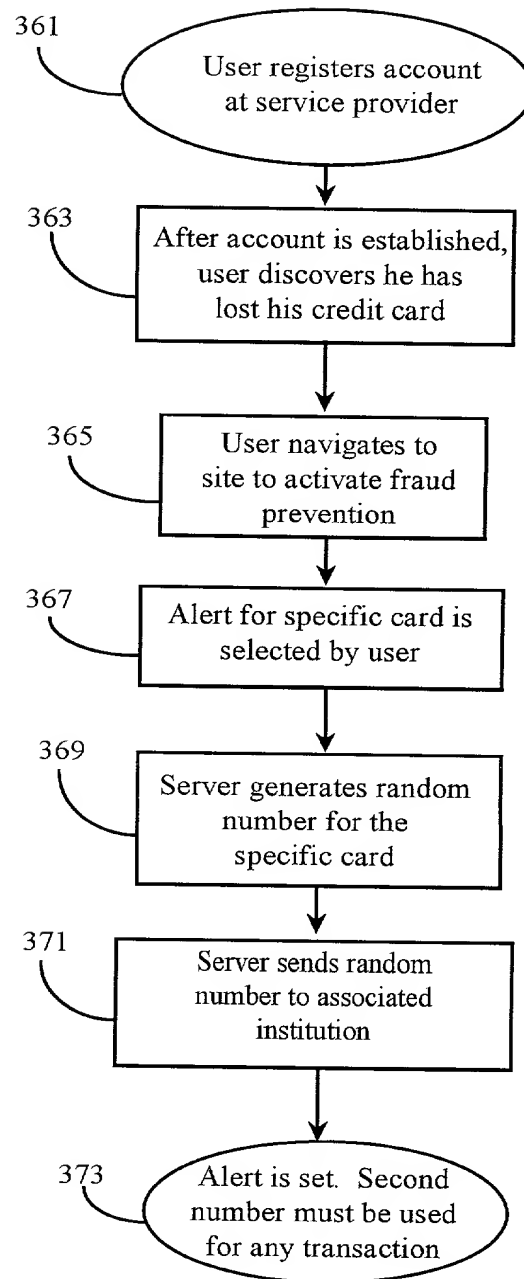 361
User registers account
at service provider
363
After account is established,
user discovers he has
lost his credit card
365
User navigates to
site to activate fraud
prevention
367
Alert for specific card is
selected by user
369
Server generates random
number for the
specific card
371
Server sends random
number to associated
institution
373
Alert is set. Second
number must be used
for any transaction